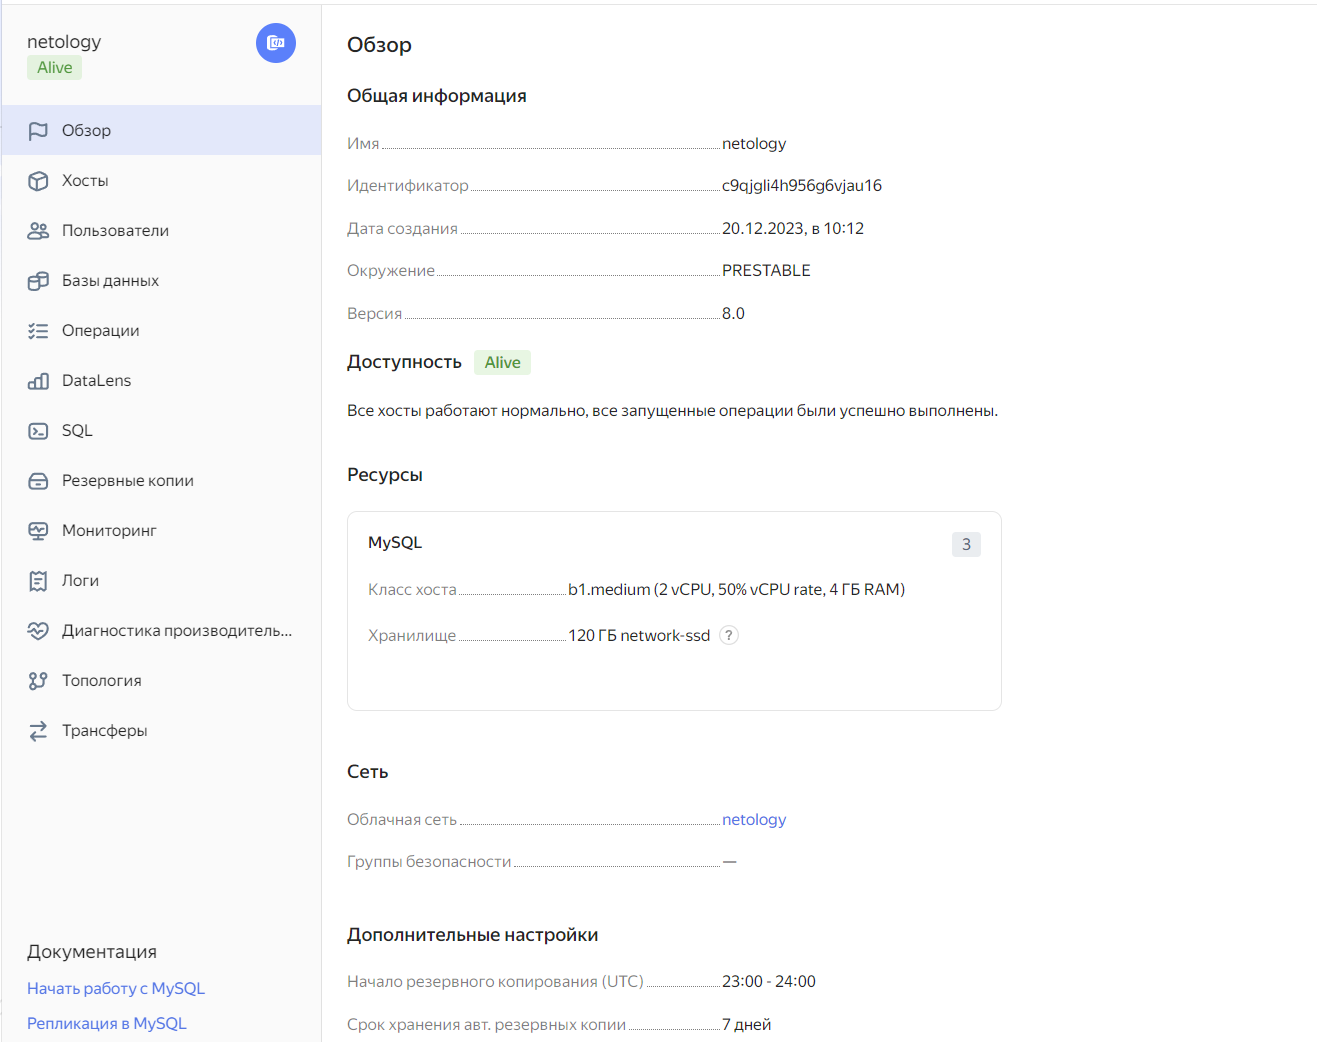 netology
Alive
Обзор
Хосты
Пользователи
Базы данных
Операции
DataLens
SQL
Резервные копии
Мониторинг
Логи
Диагностика производитель...
Топология
Трансферы
Документация
Начать работу с MySQL
Репликация в MySQL
Обзор
Общая информация
Имя netology
Идентификатор c9qjgli4h956g6vjau16
Дата создания 20.12.2023, в 10:12
Окружение PRESTABLE
Версия 8.0
Доступность Alive
Все хосты работают нормально, все запущенные операции были успешно выполнены.
Ресурсы
MySQL 3
Класс хоста b1.medium (2 vCPU, 50% vCPU rate, 4 ГБ RAM)
Хранилище 120 ГБ network-ssd ?
Сеть
Облачная сеть netology
Группы безопасности —
Дополнительные настройки
Начало резервного копирования (UTC) 23:00 - 24:00
Срок хранения авт. резервных копии 7 дней